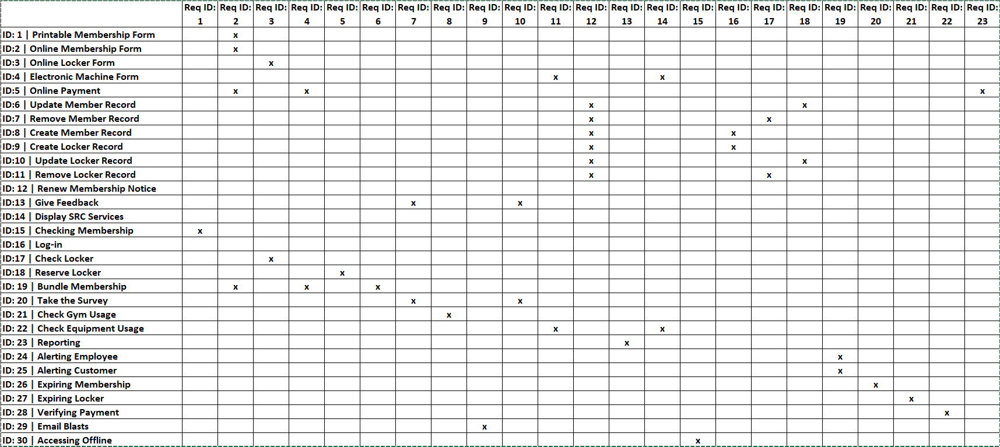 Req ID: Req ID: Req ID: Req ID: Req ID: Req ID: Req ID: Req ID: Req ID: Req ID: Req ID: Req ID: Req ID: Req ID: Req ID: Req ID: Req ID: Req ID: Req ID: Req ID: Req ID: Req ID: Req ID:
1 2 3 4 5 6 7 8 9 10 11 12 13 14 15 16 17 18 19 20 21 22 23
ID: 1 | Printable Membership Form x
ID:2 | Online Membership Form x
ID:3 | Online Locker Form x
ID:4 | Electronic Machine Form x x
ID:5 | Online Payment x x x
ID:6 | Update Member Record x x
ID:7 | Remove Member Record x x
ID:8 | Create Member Record x x
ID:9 | Create Locker Record x x
ID:10 | Update Locker Record x x
ID:11 | Remove Locker Record x x
ID: 12 | Renew Membership Notice
ID:13 | Give Feedback x x
ID:14 | Display SRC Services
ID:15 | Checking Membership x
ID:16 | Log-in
ID:17 | Check Locker x
ID:18 | Reserve Locker x
ID: 19 | Bundle Membership x x x
ID: 20 | Take the Survey x x
ID: 21 | Check Gym Usage x
ID: 22 | Check Equipment Usage x x
ID: 23 | Reporting x
ID: 24 | Alerting Employee x
ID: 25 | Alerting Customer x
ID: 26 | Expiring Membership x
ID: 27 | Expiring Locker x
ID: 28 | Verifying Payment x
ID: 29 | Email Blasts x
ID: 30 | Accessing Offline x